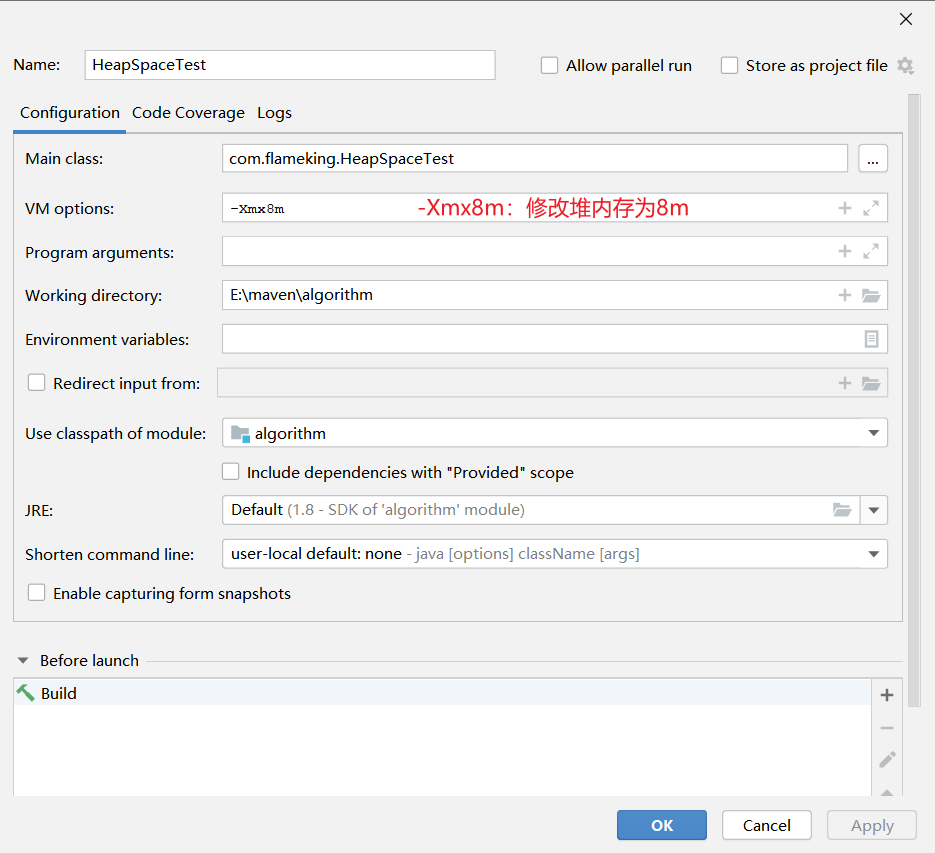 Name: HeapSpaceTest Allow parallel run Store as project file
Configuration Code Coverage Logs
Main class: com.flameking.HeapSpaceTest ...
VM options: -Xmx8m -Xmx8m：修改堆内存为8m
Program arguments:
Working directory: E:\maven\algorithm
Environment variables:
Redirect input from:
Use classpath of module: algorithm
Include dependencies with "Provided" scope
JRE: Default (1.8 - SDK of 'algorithm' module)
Shorten command line: user-local default: none - java [options] className [args]
Enable capturing form snapshots
Before launch
Build
OK Cancel Apply